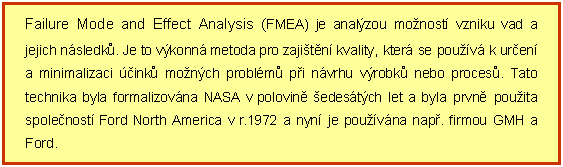 Failure Mode and Effect Analysis (FMEA) je analýzou možností vzniku vad a
jejich následků. Je to výkonná metoda pro zajištění kvality, která se používá k určení
a minimalizaci účinků možných problémů při návrhu výrobků nebo procesů. Tato
technika byla formalizována NASA v polovině šedesátých let a byla prvně použita
společností Ford North America v r.1972 a nyní je používána např. firmou GMH a
Ford.